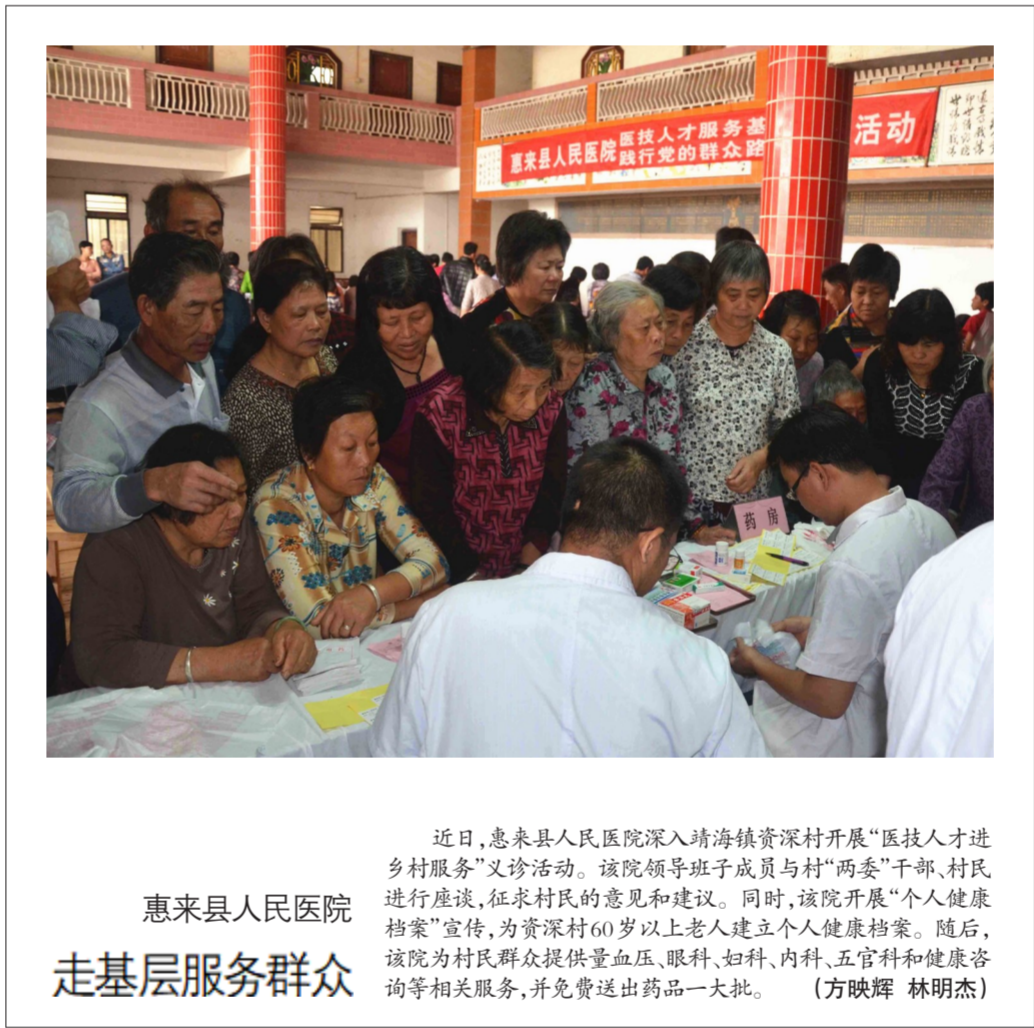 惠来县人民医院
医技人才服务基
践行党的群众路
活动
药房
惠来县人民医院
走基层服务群众
近日,惠来县人民医院深入靖海镇资深村开展“医技人才进
乡村服务”义诊活动。该院领导班子成员与村“两委”干部、村民
进行座谈,征求村民的意见和建议。同时,该院开展“个人健康
档案”宣传,为资深村60岁以上老人建立个人健康档案。随后,
该院为村民群众提供量血压、眼科、妇科、内科、五官科和健康咨
询等相关服务,并免费送出药品一大批。 (方映辉 林明杰)